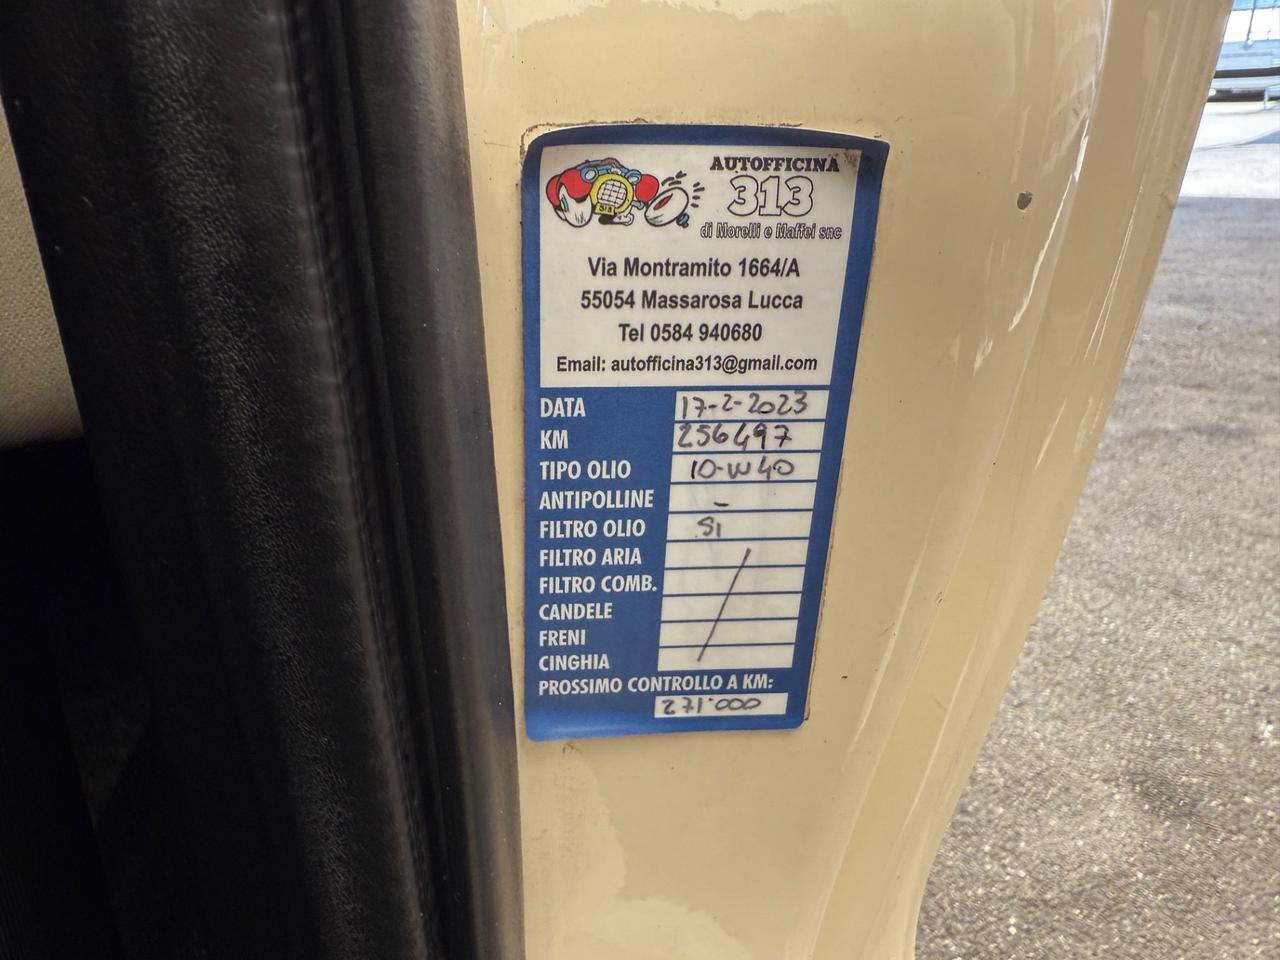 AUTOFFICINA
313
di Morelli e Maffei snc
313
Via Montramito 1664/A
55054 Massarosa Lucca
Tel 0584 940680
Email: autofficina313@gmail.com
DATA 17-2-2023
KM 256497
TIPO OLIO 10-W40
ANTIPOLLINE -
FILTRO OLIO SI
FILTRO ARIA /
FILTRO COMB.
CANDELE
FRENI
CINGHIA
PROSSIMO CONTROLLO A KM:
271'000